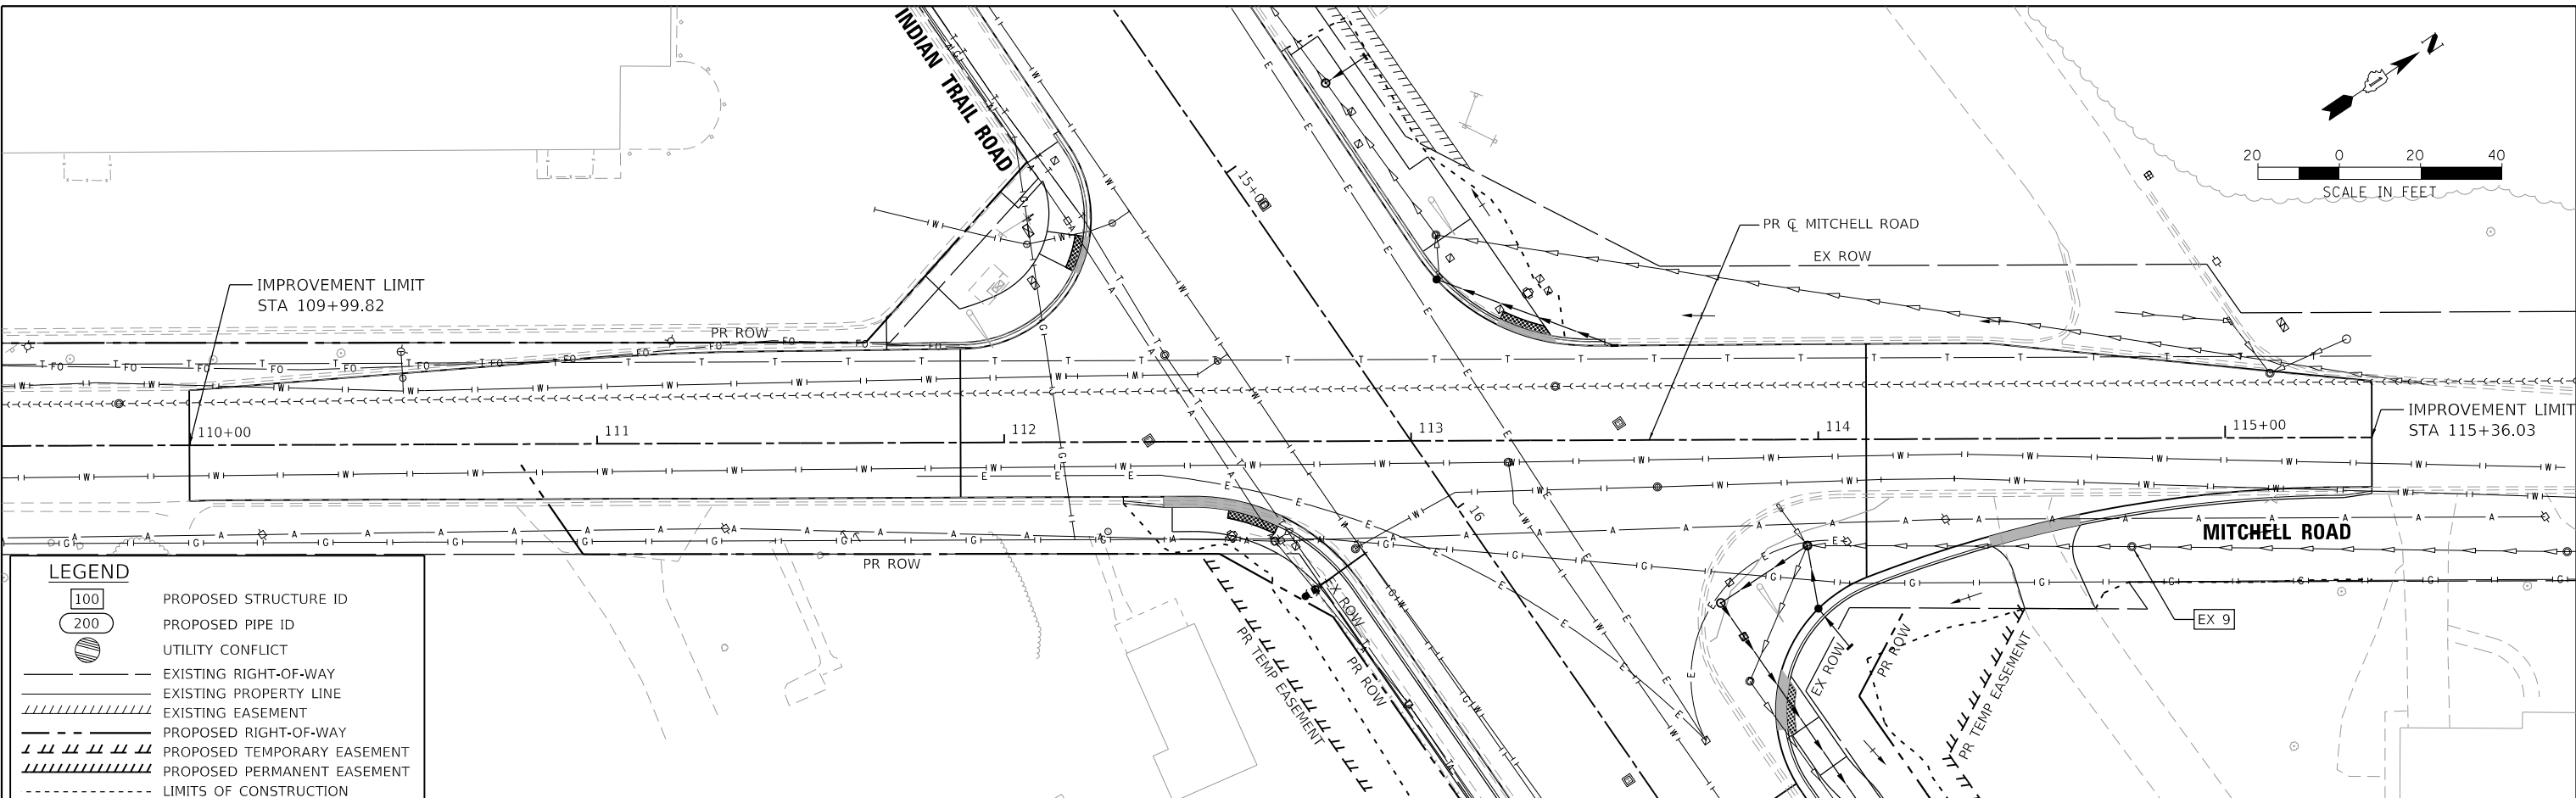 INDIAN TRAIL ROAD
N
20 0 20 40
SCALE IN FEET
15+00
PR ℄ MITCHELL ROAD
EX ROW
IMPROVEMENT LIMIT
STA 109+99.82
PR ROW
110+00
111
112
113
114
115+00
IMPROVEMENT LIMIT
STA 115+36.03
16
MITCHELL ROAD
PR ROW
EX ROW
PR ROW
PR TEMP EASEMENT
EX ROW
PR ROW
PR TEMP EASEMENT
EX 9
LEGEND
100 PROPOSED STRUCTURE ID
200 PROPOSED PIPE ID
UTILITY CONFLICT
EXISTING RIGHT-OF-WAY
EXISTING PROPERTY LINE
EXISTING EASEMENT
PROPOSED RIGHT-OF-WAY
PROPOSED TEMPORARY EASEMENT
PROPOSED PERMANENT EASEMENT
LIMITS OF CONSTRUCTION